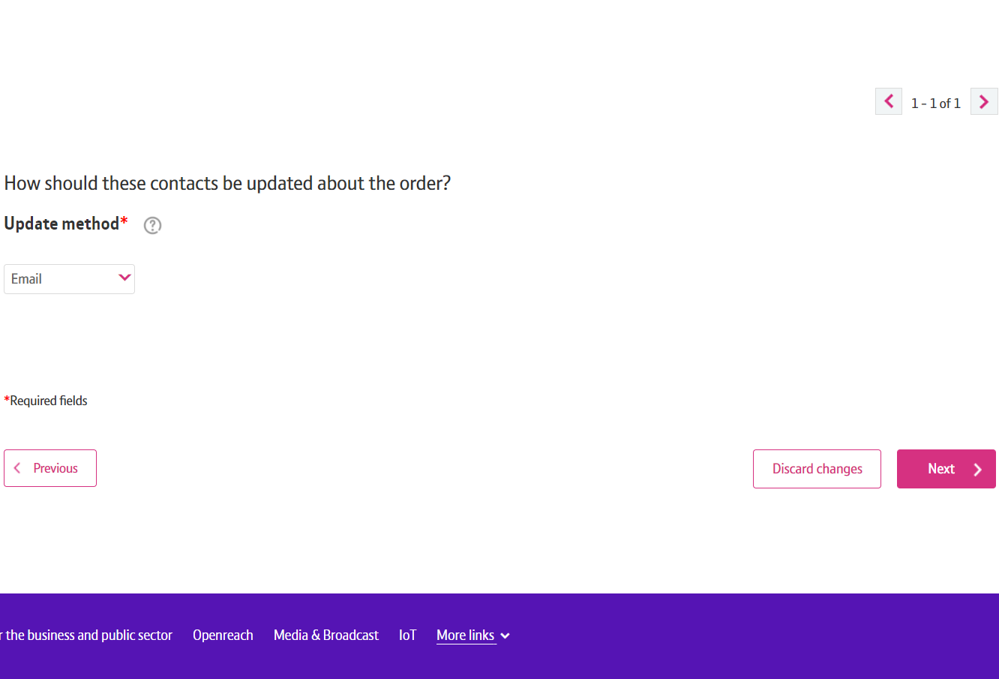 1 - 1 of 1
How should these contacts be updated about the order?
Update method*
Email
*Required fields
Previous
Discard changes
Next
the business and public sector
Openreach
Media & Broadcast
IoT
More links